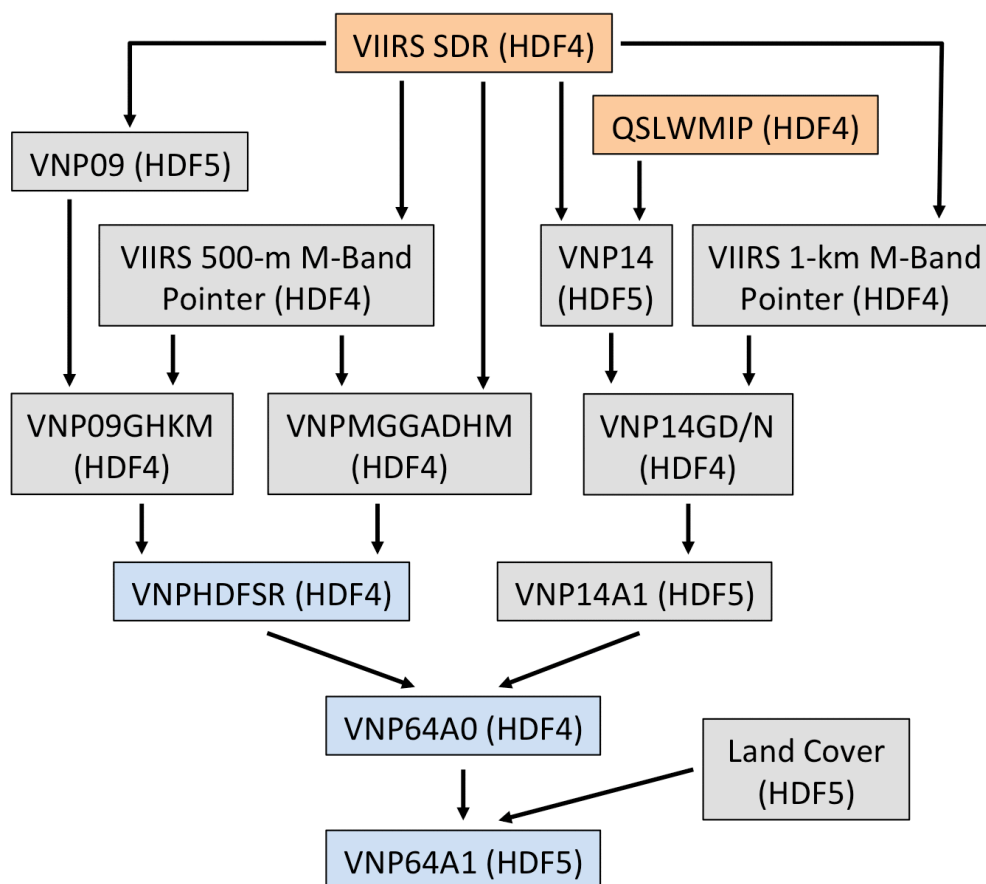 VIIRS SDR (HDF4)
QSLWMIP (HDF4)
VNP09 (HDF5)
VIIRS 500-m M-Band
Pointer (HDF4)
VNP14
(HDF5)
VIIRS 1-km M-Band
Pointer (HDF4)
VNP09GHKM
(HDF4)
VNPMGGADHM
(HDF4)
VNP14GD/N
(HDF4)
VNPHDFSR (HDF4)
VNP14A1 (HDF5)
VNP64A0 (HDF4)
Land Cover
(HDF5)
VNP64A1 (HDF5)